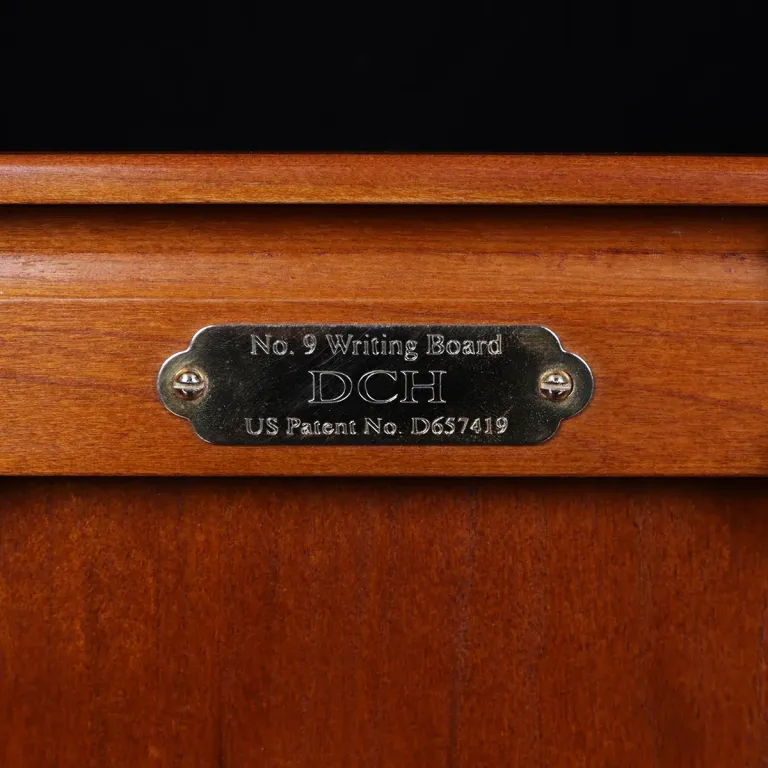 No. 9 Writing Board
DCH
US Patent No. D657419